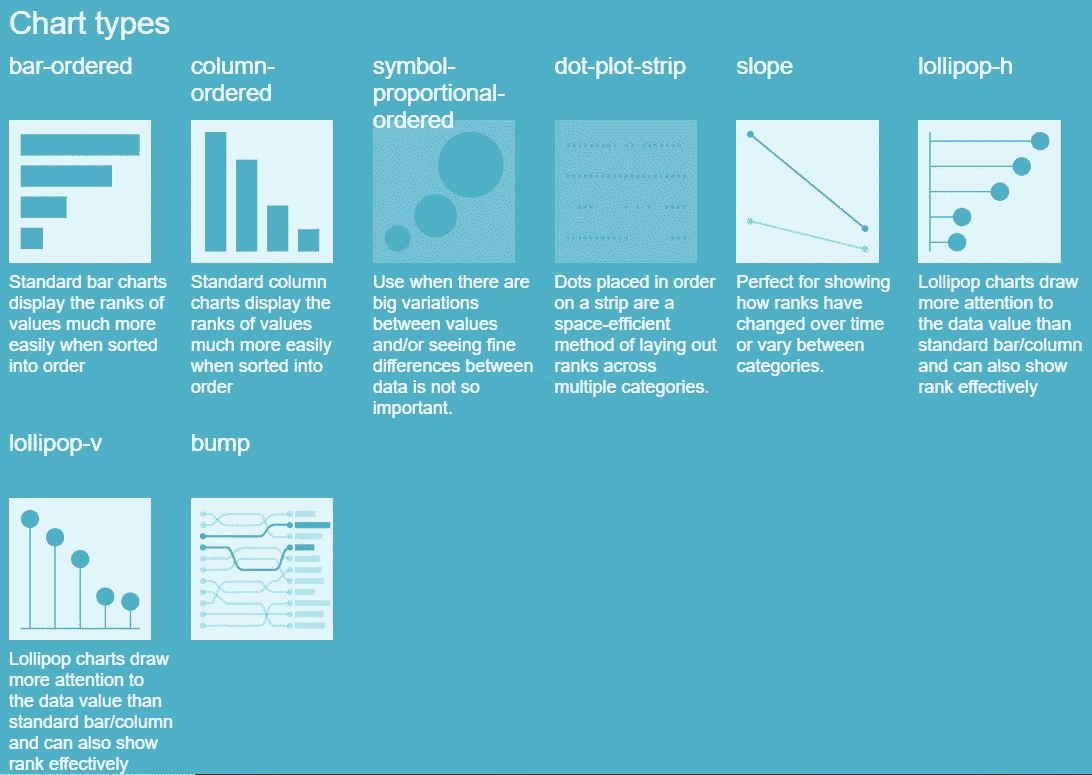 Chart types
bar-ordered
column-
ordered
symbol-
proportional-
ordered
dot-plot-strip
slope
lollipop-h
Standard bar charts
display the ranks of
values much more
easily when sorted
into order
Standard column
charts display the
ranks of values
much more easily
when sorted into
order
Use when there are
big variations
between values
and/or seeing fine
differences between
data is not so
important.
Dots placed in order
on a strip are a
space-efficient
method of laying out
ranks across
multiple categories.
Perfect for showing
how ranks have
changed over time
or vary between
categories.
Lollipop charts draw
more attention to
the data value than
standard bar/column
and can also show
rank effectively
lollipop-v
bump
Lollipop charts draw
more attention to
the data value than
standard bar/column
and can also show
rank effectively